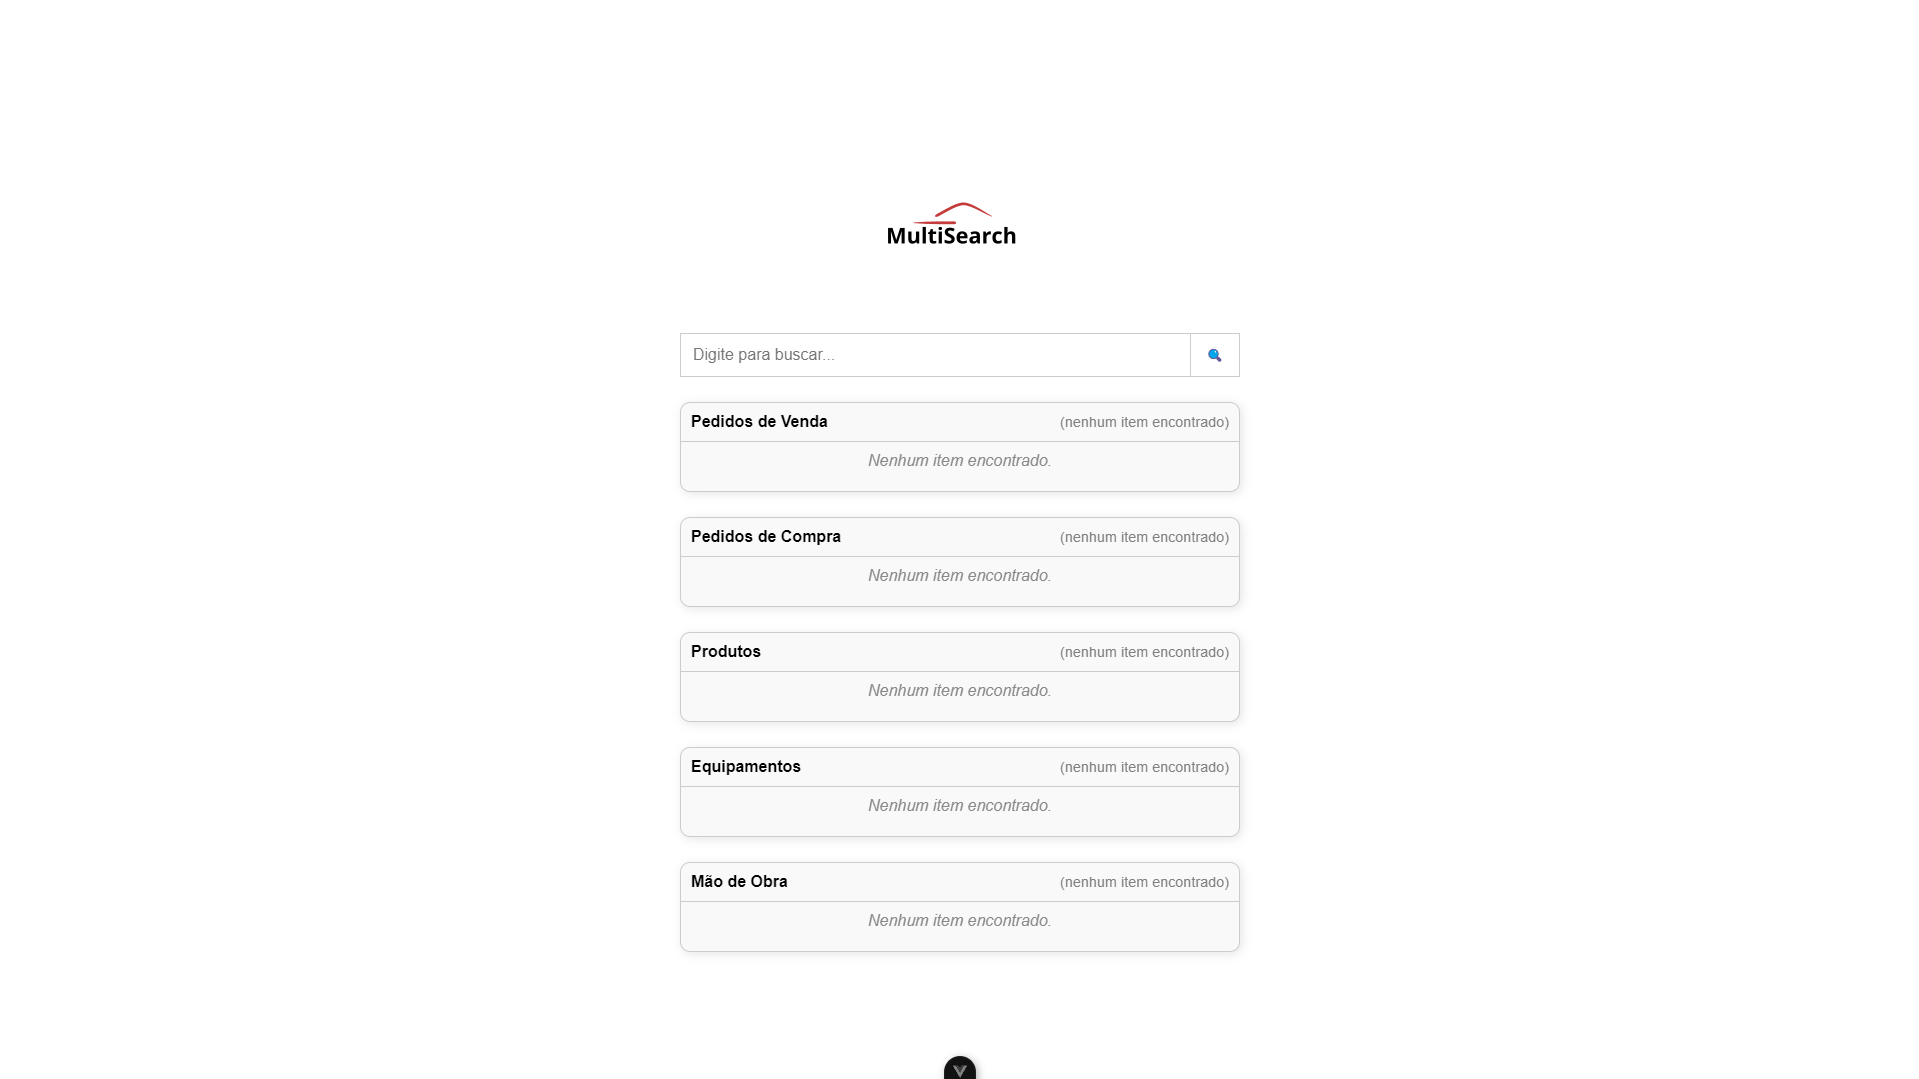 MultiSearch
Digite para buscar...
Pedidos de Venda (nenhum item encontrado)
Nenhum item encontrado.
Pedidos de Compra (nenhum item encontrado)
Nenhum item encontrado.
Produtos (nenhum item encontrado)
Nenhum item encontrado.
Equipamentos (nenhum item encontrado)
Nenhum item encontrado.
Mão de Obra (nenhum item encontrado)
Nenhum item encontrado.